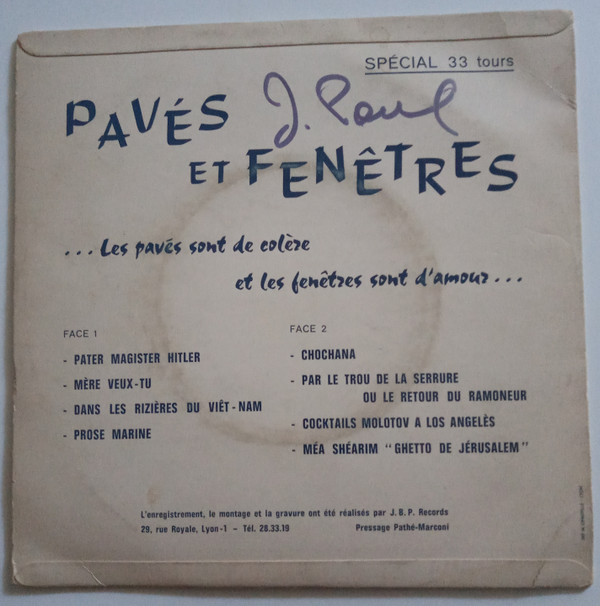 SPÉCIAL 33 tours
PAVÉS J. Paul
ET FENÊTRES
...Les pavés sont de colère
et les fenêtres sont d'amour...
FACE 1
- PATER MAGISTER HITLER
- MÈRE VEUX-TU
- DANS LES RIZIÈRES DU VIÊT-NAM
- PROSE MARINE
FACE 2
- CHOCHANA
- PAR LE TROU DE LA SERRURE
OU LE RETOUR DU RAMONEUR
- COCKTAILS MOLOTOV A LOS ANGELÈS
- MÉA SHÉARIM "GHETTO DE JÉRUSALEM"
L'enregistrement, le montage et la gravure ont été réalisés par J. B. P. Records
29, rue Royale, Lyon-1 - Tél. 28.33.19 Pressage Pathé-Marconi